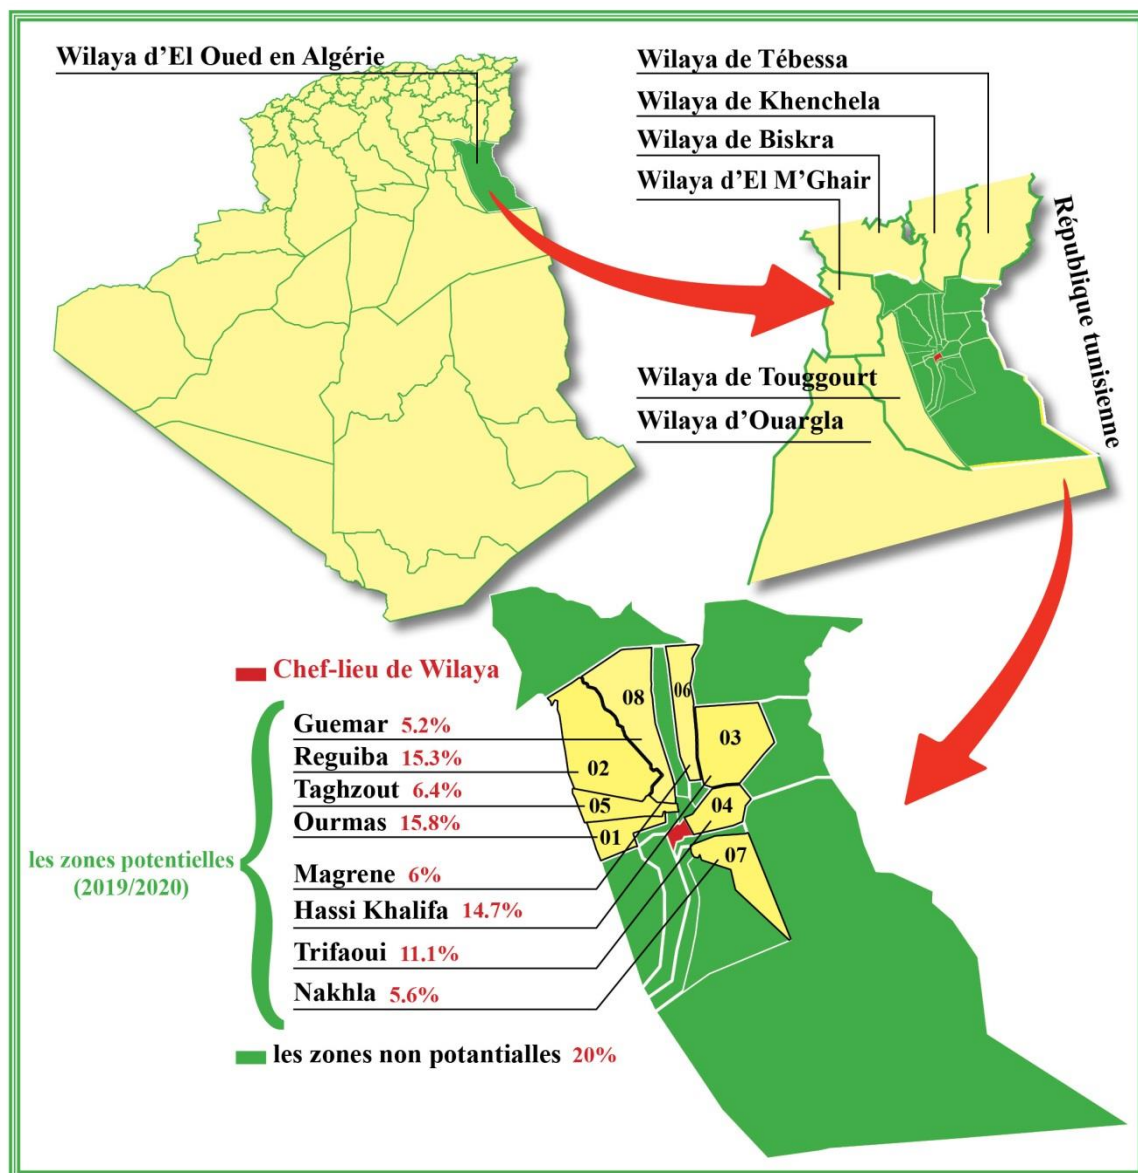 Wilaya d’El Oued en Algérie
Wilaya de Tébessa
Wilaya de Khenchela
Wilaya de Biskra
Wilaya d’El M’Ghair
République tunisienne
Wilaya de Touggourt
Wilaya d’Ouargla
Chef-lieu de Wilaya
les zones potentielles
(2019/2020)
Guemar 5.2%
Reguiba 15.3%
Taghzout 6.4%
Ourmas 15.8%
Magrene 6%
Hassi Khalifa 14.7%
Trifaoui 11.1%
Nakhla 5.6%
les zones non potantialles 20%
08
06
03
02
05
04
01
07